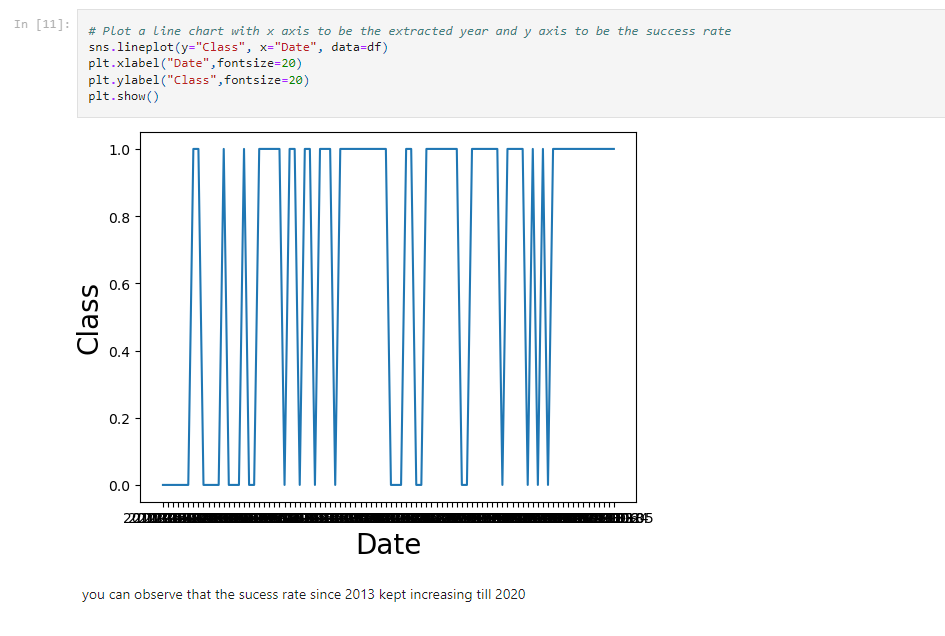 In [11]:
# Plot a line chart with x axis to be the extracted year and y axis to be the success rate
sns.lineplot(y="Class", x="Date", data=df)
plt.xlabel("Date",fontsize=20)
plt.ylabel("Class",fontsize=20)
plt.show()
1.0
0.8
0.6
0.4
0.2
0.0
Class
Date
you can observe that the sucess rate since 2013 kept increasing till 2020